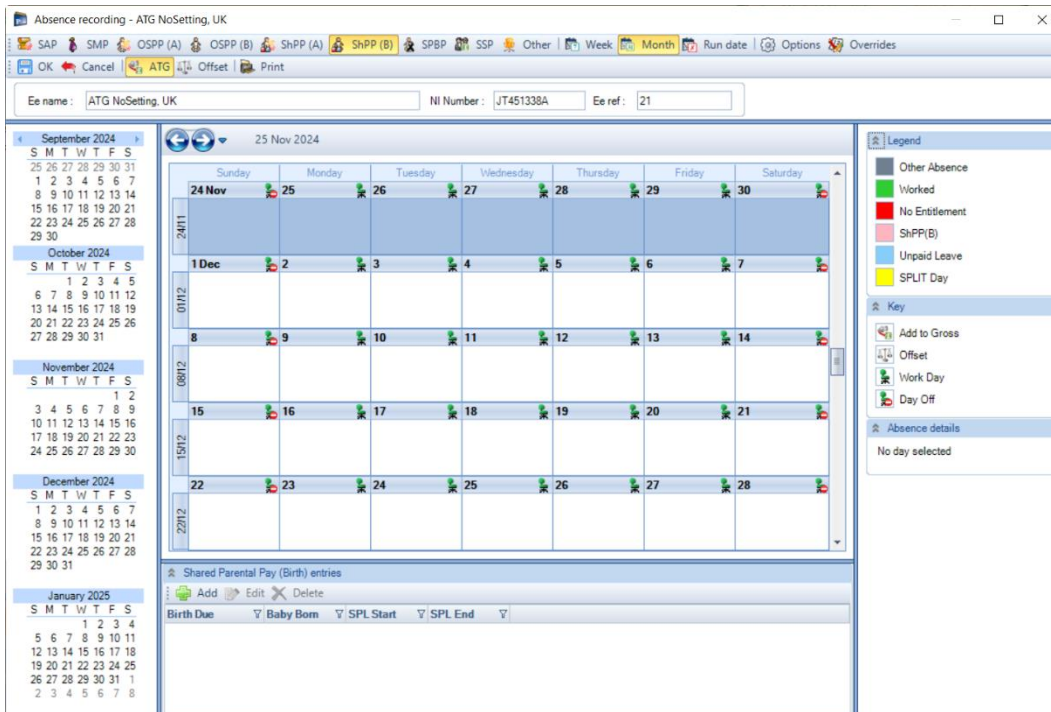 Absence recording - ATG NoSetting, UK
SAP SMP OSPP (A) OSPP (B) ShPP (A) ShPP (B) SPBP SSP Other Week Month Run date Options Overrides
OK Cancel ATG Offset Print
Ee name : ATG NoSetting, UK NI Number : JT451338A Ee ref : 21
September 2024
S M T W T F S
25 26 27 28 29 30 31
1 2 3 4 5 6 7
8 9 10 11 12 13 14
15 16 17 18 19 20 21
22 23 24 25 26 27 28
29 30
October 2024
S M T W T F S
1 2 3 4 5
6 7 8 9 10 11 12
13 14 15 16 17 18 19
20 21 22 23 24 25 26
27 28 29 30 31
November 2024
S M T W T F S
1 2
3 4 5 6 7 8 9
10 11 12 13 14 15 16
17 18 19 20 21 22 23
24 25 26 27 28 29 30
December 2024
S M T W T F S
1 2 3 4 5 6 7
8 9 10 11 12 13 14
15 16 17 18 19 20 21
22 23 24 25 26 27 28
29 30 31
January 2025
S M T W T F S
1 2 3 4
5 6 7 8 9 10 11
12 13 14 15 16 17 18
19 20 21 22 23 24 25
26 27 28 29 30 31 1
2 3 4 5 6 7 8
25 Nov 2024
Sunday Monday Tuesday Wednesday Thursday Friday Saturday
24 Nov 25 26 27 28 29 30
24/11
1 Dec 2 3 4 5 6 7
01/12
8 9 10 11 12 13 14
08/12
15 16 17 18 19 20 21
15/12
22 23 24 25 26 27 28
22/12
Shared Parental Pay (Birth) entries
Add Edit Delete
Birth Due Baby Born SPL Start SPL End
Legend
Other Absence
Worked
No Entitlement
ShPP(B)
Unpaid Leave
SPLIT Day
Key
Add to Gross
Offset
Work Day
Day Off
Absence details
No day selected